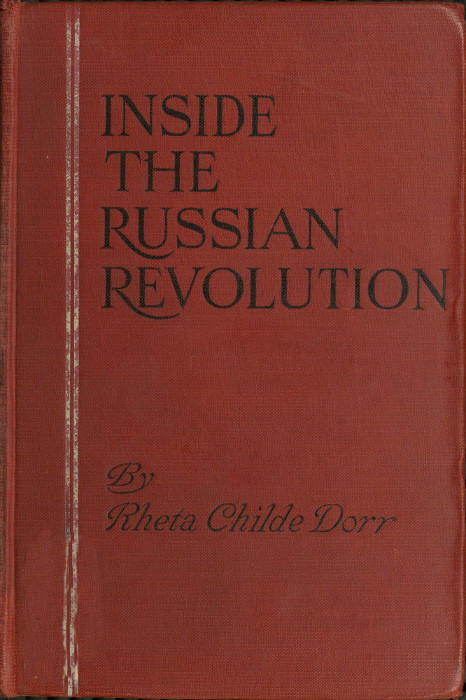 INSIDE
THE
RUSSIAN
REVOLUTION
By
Rheta Childe Dorr